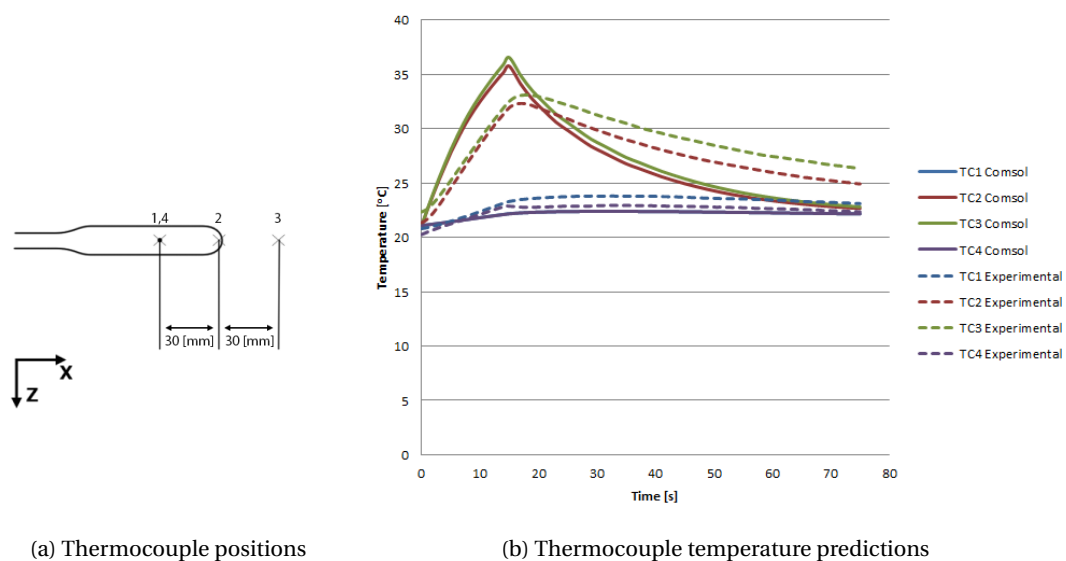 1,4 2 3
30 [mm] 30 [mm]
X
Z
(a) Thermocouple positions
40
35
30
25
20
15
10
5
0
Temperature [°C]
0 10 20 30 40 50 60 70 80
Time [s]
TC1 Comsol
TC2 Comsol
TC3 Comsol
TC4 Comsol
TC1 Experimental
TC2 Experimental
TC3 Experimental
TC4 Experimental
(b) Thermocouple temperature predictions